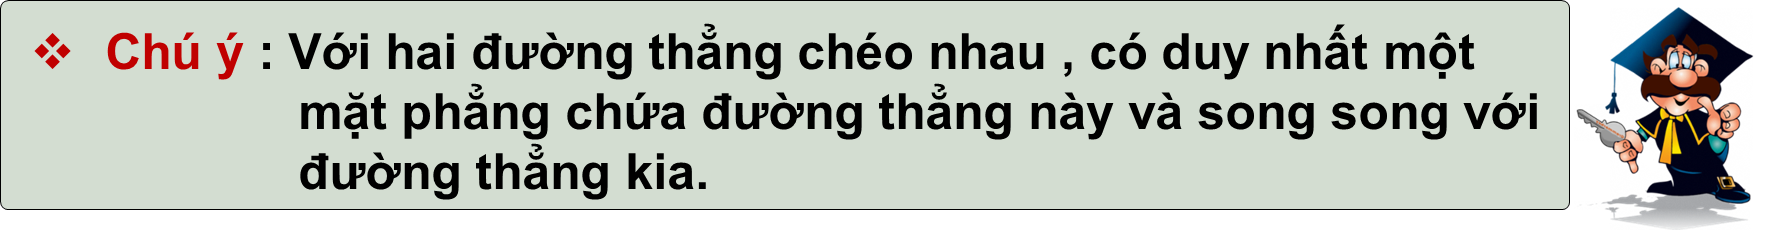 ❖ Chú ý : Với hai đường thẳng chéo nhau , có duy nhất một
mặt phẳng chứa đường thẳng này và song song với
đường thẳng kia.